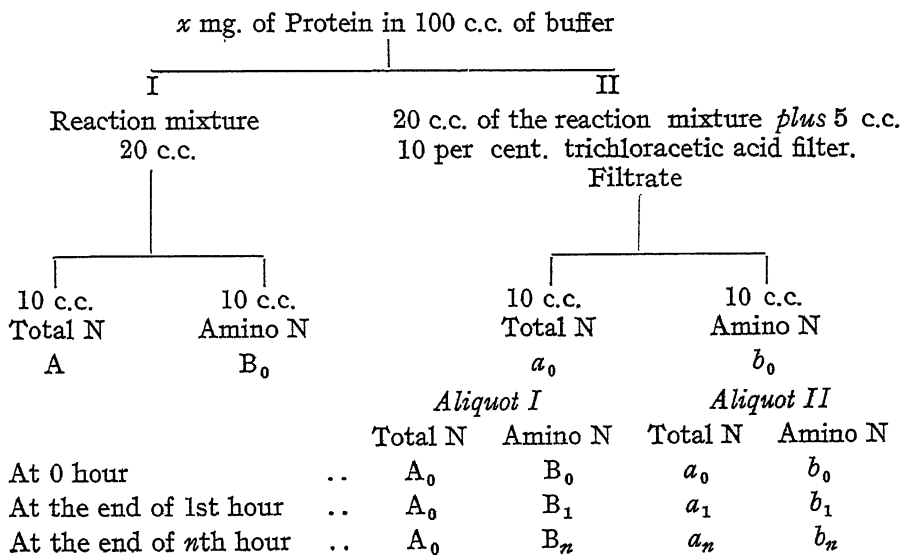 x mg. of Protein in 100 c.c. of buffer
I II
Reaction mixture 20 c.c. of the reaction mixture plus 5 c.c.
20 c.c. 10 per cent. trichloracetic acid filter.
Filtrate
10 c.c. 10 c.c. 10 c.c. 10 c.c.
Total N Amino N Total N Amino N
A B₀ a₀ b₀
Aliquot I Aliquot II
Total N Amino N Total N Amino N
At 0 hour .. A₀ B₀ a₀ b₀
At the end of 1st hour .. A₀ B₁ a₁ b₁
At the end of nth hour .. A₀ Bₙ aₙ bₙ